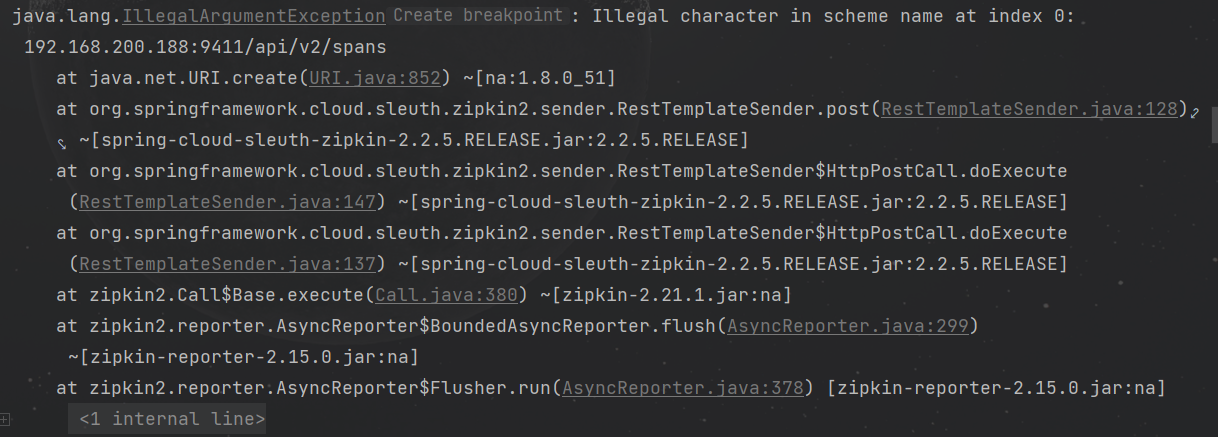 java.lang.IllegalArgumentException Create breakpoint : Illegal character in scheme name at index 0:
192.168.200.188:9411/api/v2/spans
at java.net.URI.create(URI.java:852) ~[na:1.8.0_51]
at org.springframework.cloud.sleuth.zipkin2.sender.RestTemplateSender.post(RestTemplateSender.java:128)
~[spring-cloud-sleuth-zipkin-2.2.5.RELEASE.jar:2.2.5.RELEASE]
at org.springframework.cloud.sleuth.zipkin2.sender.RestTemplateSender$HttpPostCall.doExecute
(RestTemplateSender.java:147) ~[spring-cloud-sleuth-zipkin-2.2.5.RELEASE.jar:2.2.5.RELEASE]
at org.springframework.cloud.sleuth.zipkin2.sender.RestTemplateSender$HttpPostCall.doExecute
(RestTemplateSender.java:137) ~[spring-cloud-sleuth-zipkin-2.2.5.RELEASE.jar:2.2.5.RELEASE]
at zipkin2.Call$Base.execute(Call.java:380) ~[zipkin-2.21.1.jar:na]
at zipkin2.reporter.AsyncReporter$BoundedAsyncReporter.flush(AsyncReporter.java:299)
~[zipkin-reporter-2.15.0.jar:na]
at zipkin2.reporter.AsyncReporter$Flusher.run(AsyncReporter.java:378) [zipkin-reporter-2.15.0.jar:na]
<1 internal line>